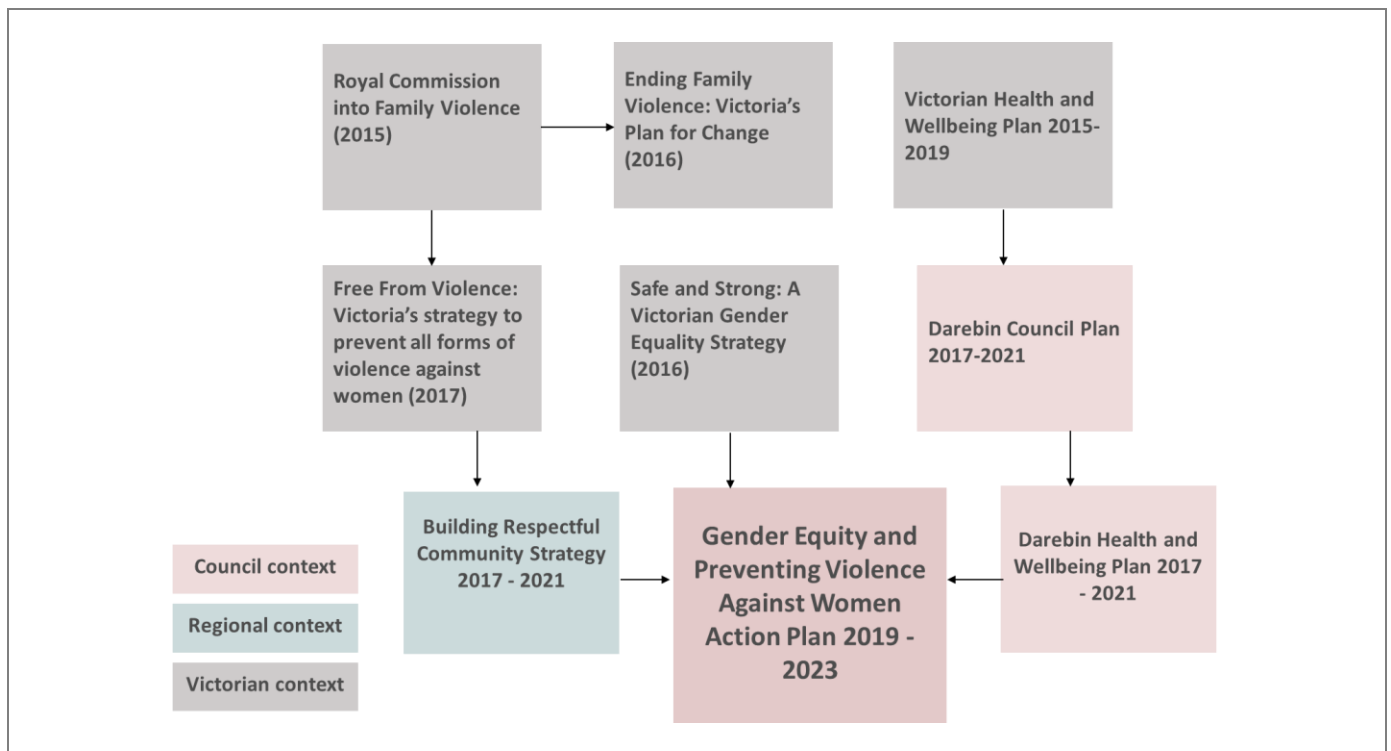 Royal Commission
into Family Violence
(2015)
Ending Family
Violence: Victoria’s
Plan for Change
(2016)
Victorian Health and
Wellbeing Plan 2015-
2019
Free From Violence:
Victoria’s strategy to
prevent all forms of
violence against
women (2017)
Safe and Strong: A
Victorian Gender
Equality Strategy
(2016)
Darebin Council Plan
2017-2021
Building Respectful
Community Strategy
2017 - 2021
Gender Equity and
Preventing Violence
Against Women
Action Plan 2019 -
2023
Darebin Health and
Wellbeing Plan 2017
- 2021
Council context
Regional context
Victorian context